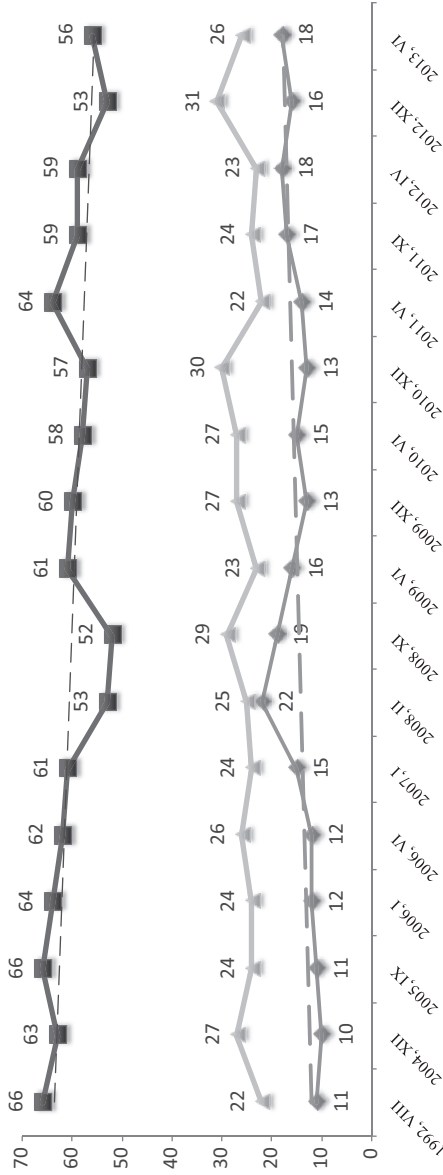 70
60
50
40
30
20
10
0
66 63 66 64 62 61 53 52 61 60 58 57 64 59 59 53 56
22 27 24 24 26 24 25 29 23 27 27 30 22 24 23 31 26
11 10 11 12 12 15 22 19 16 13 15 13 14 17 18 16 18
1992, VIII
2004, XII
2005, IX
2006, I
2006, VI
2007, I
2008, II
2008, XI
2009, VI
2009, XII
2010, VI
2010, XII
2011, VI
2011, XI
2012, IV
2012, XII
2013, VI